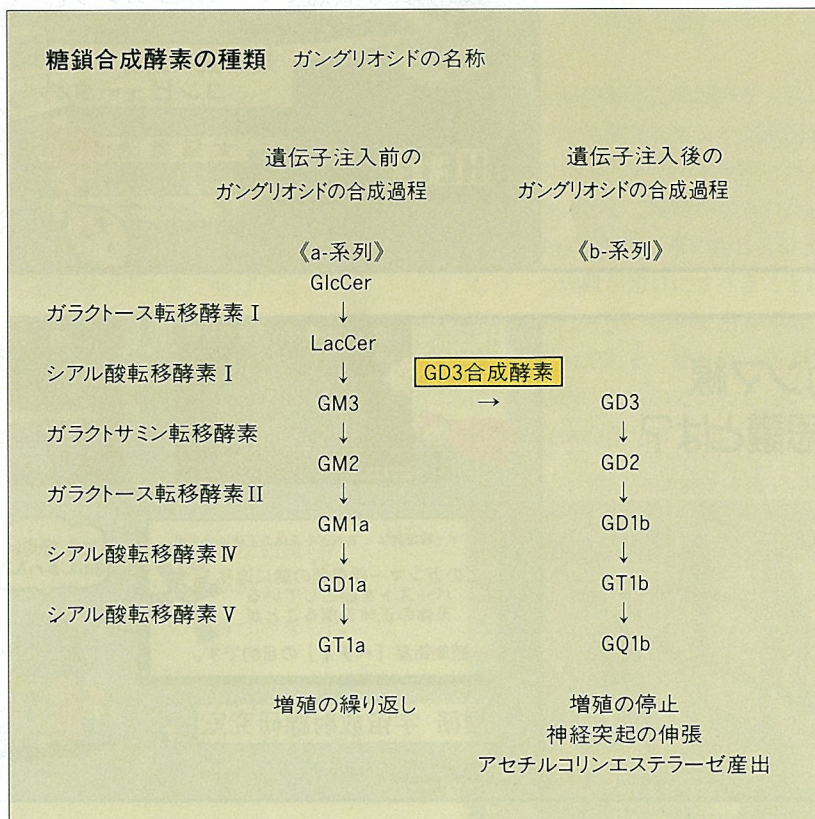 糖鎖合成酵素の種類 ガングリオシドの名称
遺伝子注入前の 遺伝子注入後の
ガングリオシドの合成過程 ガングリオシドの合成過程
《a-系列》 《b-系列》
GlcCer
ガラクトース転移酵素Ⅰ ↓
LacCer
シアル酸転移酵素Ⅰ ↓ GD3合成酵素
GM3 → GD3
ガラクトサミン転移酵素 ↓ ↓
GM2 GD2
ガラクトース転移酵素Ⅱ ↓ ↓
GM1a GD1b
シアル酸転移酵素Ⅳ ↓ ↓
GD1a GT1b
シアル酸転移酵素Ⅴ ↓ ↓
GT1a GQ1b
増殖の繰り返し 増殖の停止
神経突起の伸張
アセチルコリンエステラーゼ産出